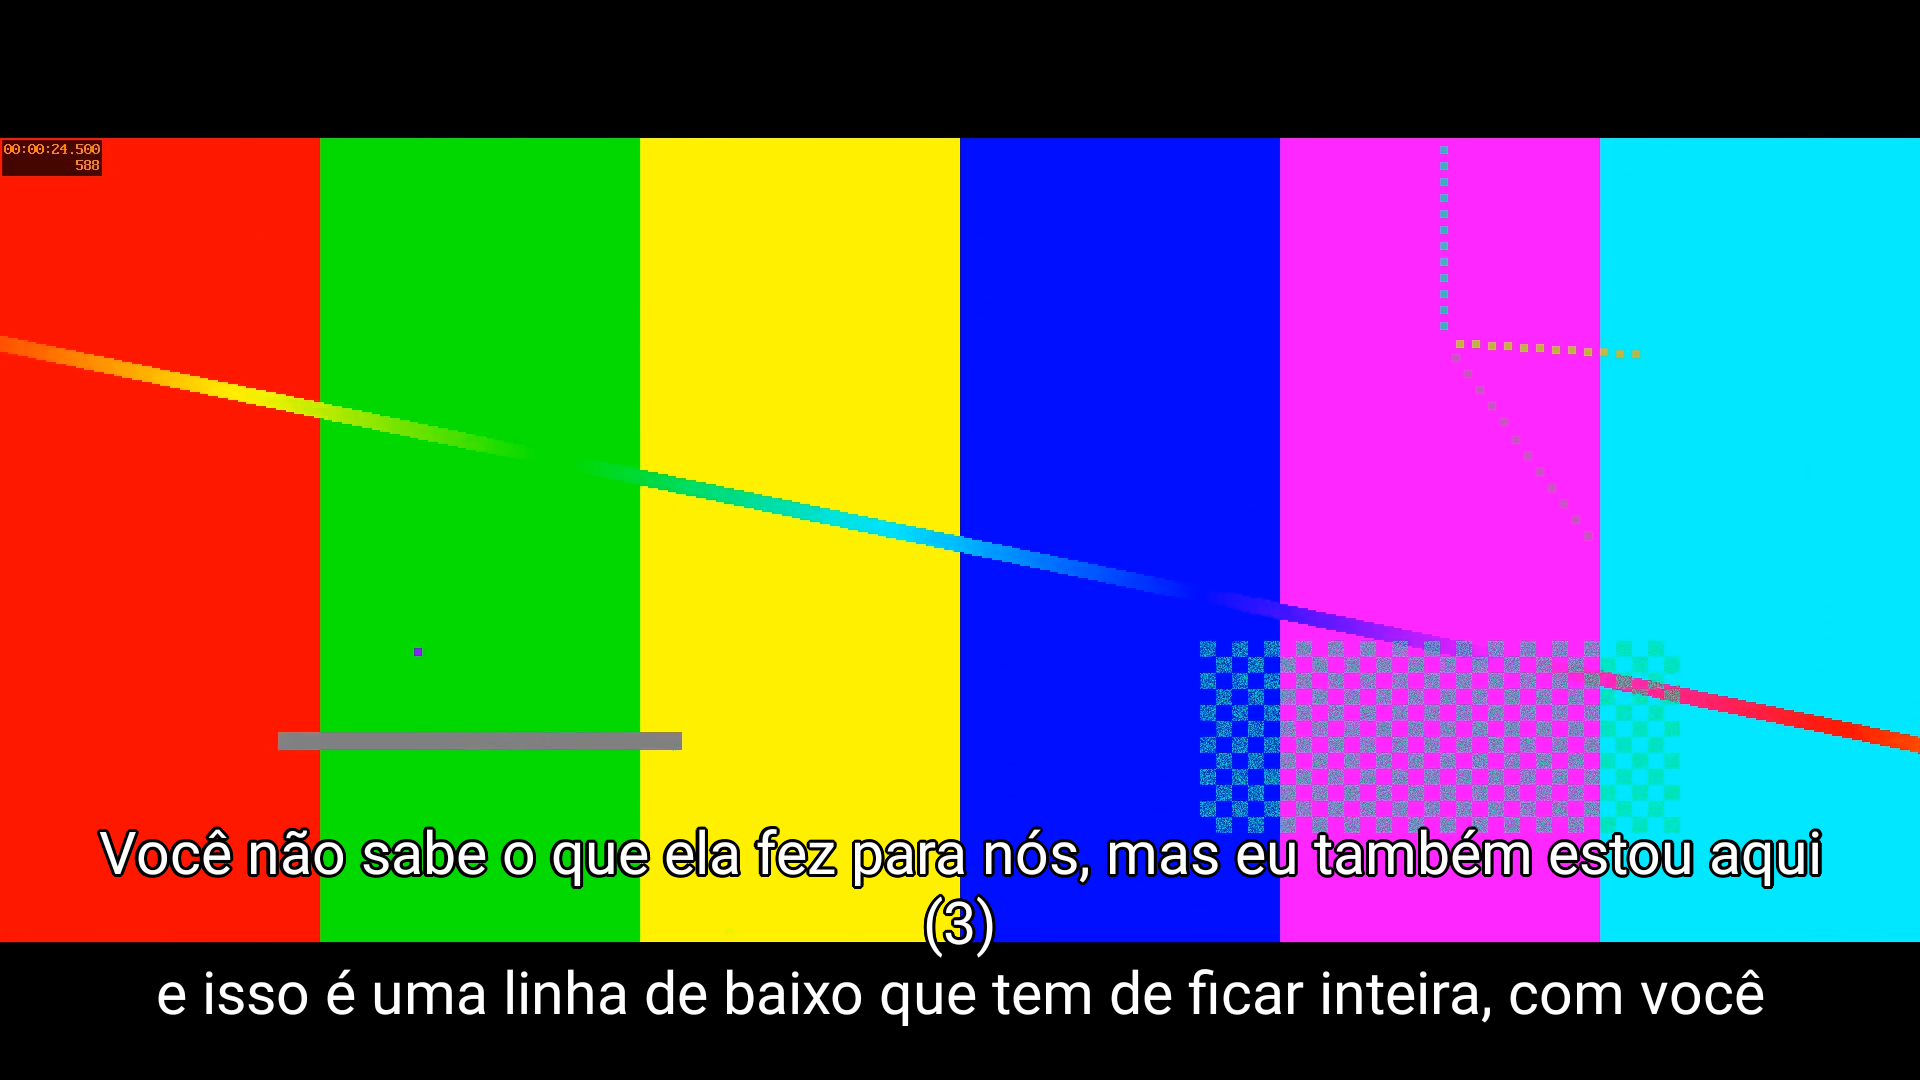 00:00:24.500
588
Você não sabe o que ela fez para nós, mas eu também estou aqui
(3)
e isso é uma linha de baixo que tem de ficar inteira, com você